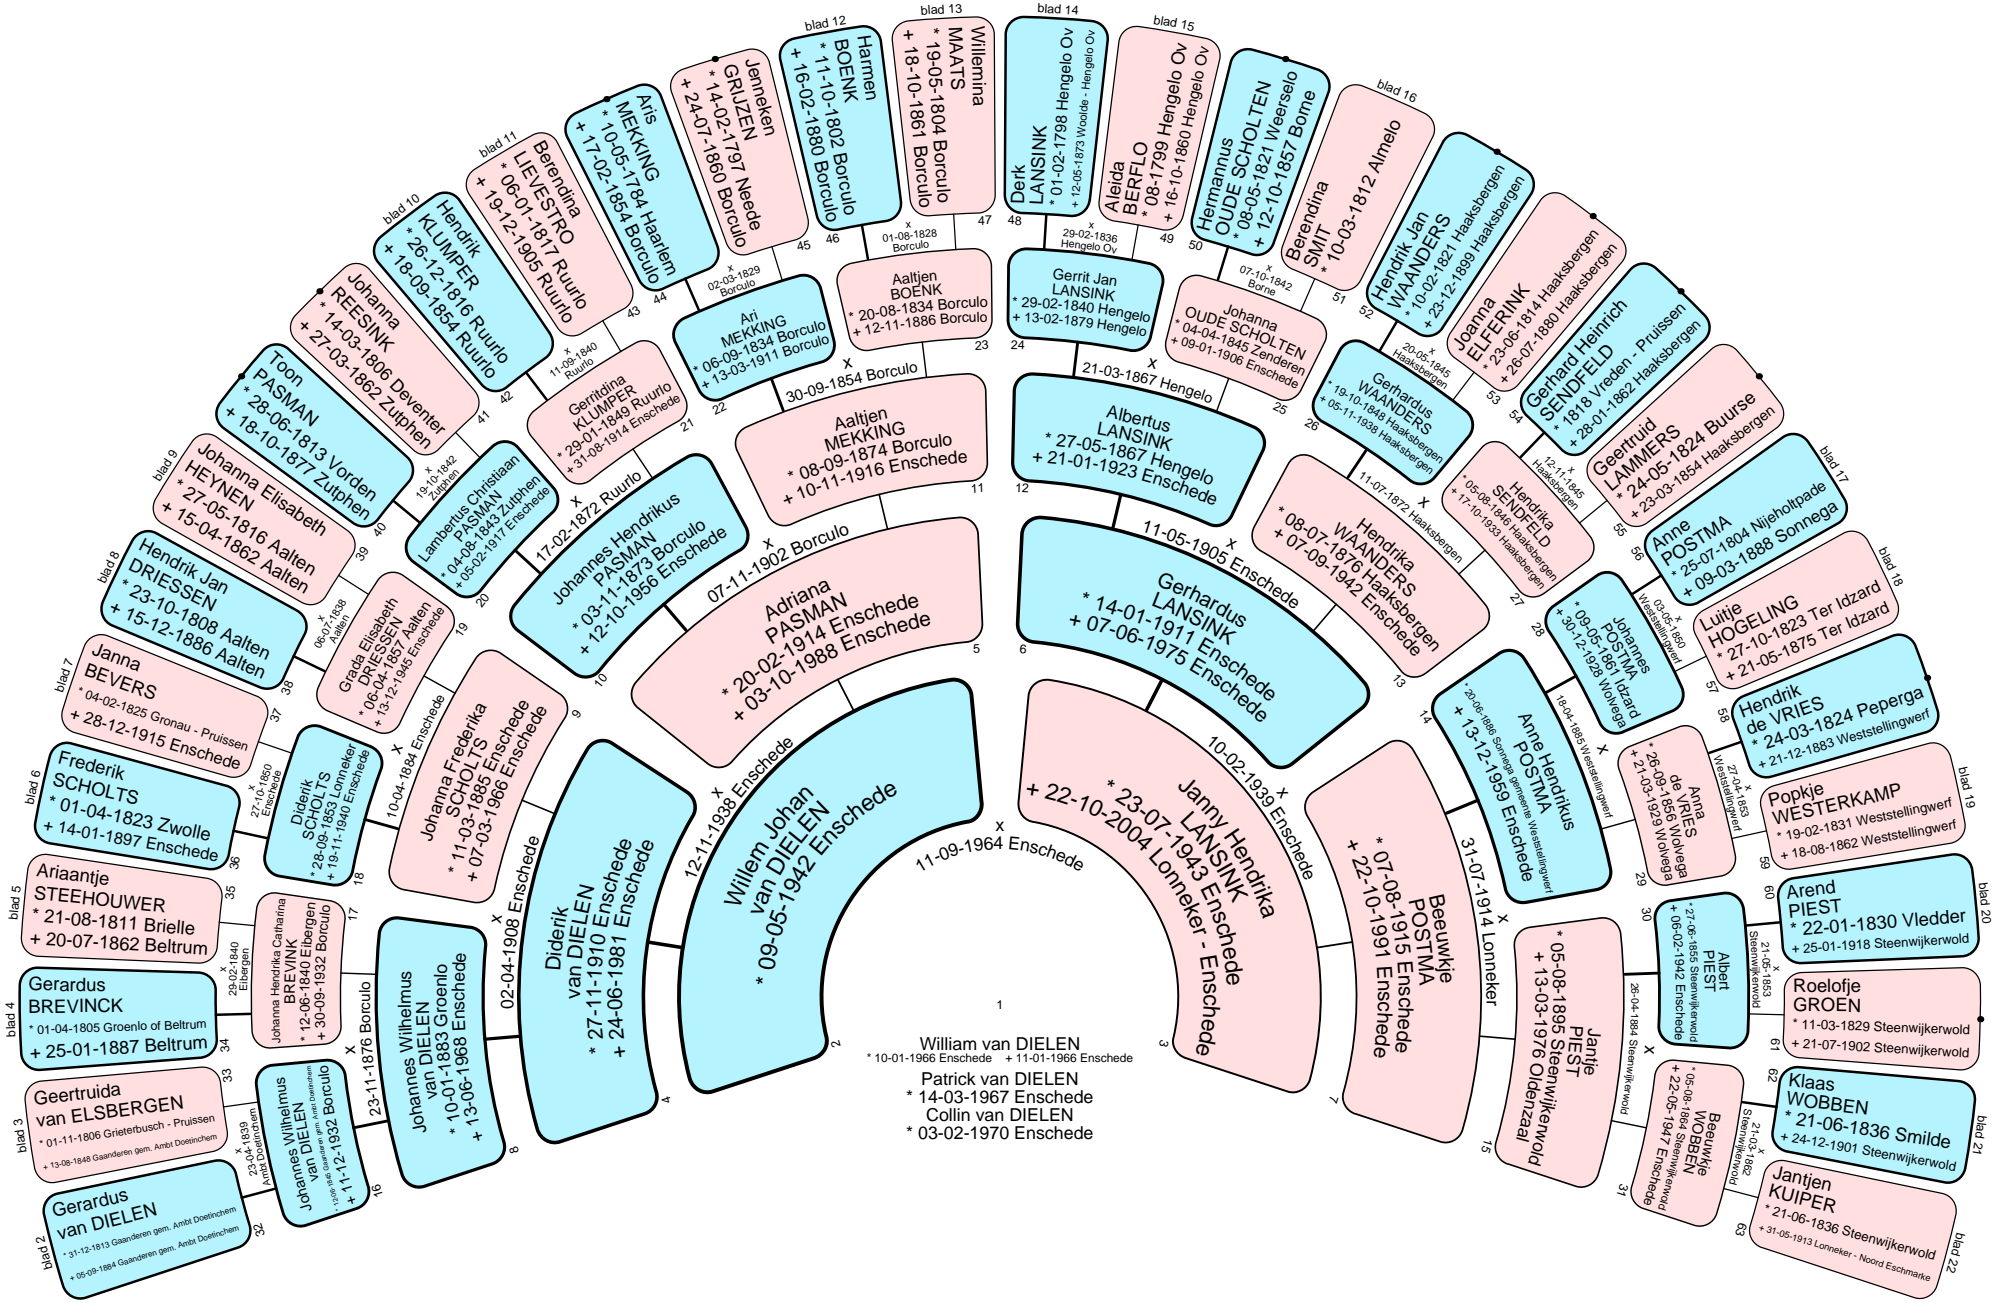 1
William van DIELEN
* 10-01-1966 Enschede + 11-01-1966 Enschede
Patrick van DIELEN
* 14-03-1967 Enschede
Collin van DIELEN
* 03-02-1970 Enschede
x
11-09-1964 Enschede
Willem Johan
van DIELEN
* 09-05-1942 Enschede
2
Janny Hendrika
LANSINK
* 23-07-1943 Enschede
+ 22-10-2004 Lonneker - Enschede
3
x
12-11-1938 Enschede
x
10-02-1939 Enschede
Diderik
van DIELEN
* 27-11-1910 Enschede
+ 24-06-1981 Enschede
4
Adriana
PASMAN
* 20-02-1914 Enschede
+ 03-10-1988 Enschede
5
Gerhardus
LANSINK
* 14-01-1911 Enschede
+ 07-06-1975 Enschede
6
Beeuwkje
POSTMA
* 07-08-1915 Enschede
+ 22-10-1991 Enschede
7
x
02-04-1908 Enschede
x
07-11-1902 Borculo
x
11-05-1905 Enschede
x
31-07-1914 Lonneker
Johannes Wilhelmus
van DIELEN
* 10-01-1883 Groenlo
+ 13-06-1968 Enschede
8
Johanna Frederika
SCHOLTS
* 11-03-1885 Enschede
+ 07-03-1966 Enschede
9
Johannes Hendrikus
PASMAN
* 03-11-1873 Borculo
+ 12-10-1956 Enschede
10
Aaltjen
MEKKING
* 08-09-1874 Borculo
+ 10-11-1916 Enschede
11
Albertus
LANSINK
* 27-05-1867 Hengelo
+ 21-01-1923 Enschede
12
Hendrika
WAANDERS
* 08-07-1876 Haaksbergen
+ 07-09-1942 Enschede
13
Anne Hendrikus
POSTMA
* 20-06-1886 Sonnega gemeente Weststellingwerf
+ 13-12-1959 Enschede
14
Jantje
PIEST
* 05-08-1895 Steenwijkerwold
+ 13-03-1976 Oldenzaal
15
x
23-11-1876 Borculo
x
10-04-1884 Enschede
x
17-02-1872 Ruurlo
x
30-09-1854 Borculo
x
21-03-1867 Hengelo
x
11-07-1872 Haaksbergen
x
18-04-1885 Weststellingwerf
x
26-04-1884 Steenwijkerwold
Johannes Wilhelmus
van DIELEN
+ 11-12-1932 Borculo
16
Johanna Hendrika Catharina
BREVINK
* 12-06-1840 Eibergen
+ 30-09-1932 Borculo
17
Diderik
SCHOLTS
* 28-09-1853 Lonneker
+ 19-11-1940 Enschede
18
Grada Elisabeth
DRIESSEN
* 06-04-1857 Aalten
+ 13-12-1945 Enschede
19
Lambertus Christiaan
PASMAN
* 04-08-1843 Zutphen
+ 05-02-1917 Enschede
20
Gerritdina
KLUMPER
* 29-01-1849 Ruurlo
+ 31-08-1914 Enschede
21
Ari
MEKKING
* 06-09-1834 Borculo
+ 13-03-1911 Borculo
22
Aaltjen
BOENK
* 20-08-1834 Borculo
+ 12-11-1886 Borculo
23
Gerrit Jan
LANSINK
* 29-02-1840 Hengelo
+ 13-02-1879 Hengelo
24
Johanna
OUDE SCHOLTEN
* 04-04-1845 Zenderen
+ 09-01-1906 Enschede
25
Gerhardus
WAANDERS
* 19-10-1848 Haaksbergen
+ 05-11-1938 Haaksbergen
26
Hendrika
SENDFELD
* 05-08-1846 Haaksbergen
+ 17-10-1933 Haaksbergen
27
Johannes
POSTMA
* 09-05-1861 Idzard
+ 30-12-1928 Wolvega
28
Anna
de VRIES
* 26-09-1856 Wolvega
+ 21-03-1929 Wolvega
29
Albert
PIEST
* 27-06-1855 Steenwijkerwold
+ 06-02-1942 Enschede
30
Beeuwkje
WOBBEN
* 05-08-1864 Steenwijkerwold
+ 22-05-1947 Enschede
31
x
23-04-1839
Ambt Doetinchem
x
29-02-1840
Eibergen
x
27-10-1850
Enschede
x
06-07-1838
Aalten
x
19-10-1842
Zutphen
x
11-09-1840
Ruurlo
x
02-03-1829
Borculo
x
01-08-1828
Borculo
x
29-02-1836
Hengelo Ov
x
07-10-1842
Borne
x
20-05-1845
Haaksbergen
x
12-11-1845
Haaksbergen
x
03-05-1850
Weststellingwerf
x
27-04-1853
Weststellingwerf
x
21-05-1853
Steenwijkerwold
x
21-03-1862
Steenwijkerwold
blad 2
Gerardus
van DIELEN
* 31-12-1813 Gaanderen gem. Ambt Doetinchem
+ 05-09-1884 Gaanderen gem. Ambt Doetinchem
32
blad 3
Geertruida
van ELSBERGEN
* 01-11-1806 Grieterbusch - Pruissen
+ 13-08-1848 Gaanderen gem. Ambt Doetinchem
33
blad 4
Gerardus
BREVINCK
* 01-04-1805 Groenlo of Beltrum
+ 25-01-1887 Beltrum
34
blad 5
Ariaantje
STEEHOUWER
* 21-08-1811 Brielle
+ 20-07-1862 Beltrum
35
blad 6
Frederik
SCHOLTS
* 01-04-1823 Zwolle
+ 14-01-1897 Enschede
36
blad 7
Janna
BEVERS
* 04-02-1825 Gronau - Pruissen
+ 28-12-1915 Enschede
37
blad 8
Hendrik Jan
DRIESSEN
* 23-10-1808 Aalten
+ 15-12-1886 Aalten
38
blad 9
Johanna Elisabeth
HEYNEN
* 27-05-1816 Aalten
+ 15-04-1862 Aalten
39
Toon
PASMAN
* 28-06-1813 Vorden
+ 18-10-1877 Zutphen
40
Johanna
REESINK
* 14-03-1806 Deventer
+ 27-03-1862 Zutphen
41
blad 10
Hendrik
KLUMPER
* 26-12-1816 Ruurlo
+ 18-09-1854 Ruurlo
42
blad 11
Berendina
LIEVESTRO
* 06-01-1817 Ruurlo
+ 19-12-1905 Ruurlo
43
Aris
MEKKING
* 10-05-1784 Haarlem
+ 17-02-1854 Borculo
44
Jenneken
GRIJZEN
* 14-02-1797 Neede
+ 24-07-1860 Borculo
45
blad 12
Harmen
BOENK
* 11-10-1802 Borculo
+ 16-02-1880 Borculo
46
blad 13
Willemina
MAATS
* 19-05-1804 Borculo
+ 18-10-1861 Borculo
47
blad 14
Derk
LANSINK
* 01-02-1798 Hengelo Ov
+ 12-05-1873 Woolde - Hengelo Ov
48
blad 15
Aleida
BERFLO
* 08-1799 Hengelo Ov
+ 16-10-1860 Hengelo Ov
49
Hermannus
OUDE SCHOLTEN
* 08-05-1821 Weerselo
+ 12-10-1857 Borne
50
blad 16
Berendina
SMIT
* 10-03-1812 Almelo
51
Hendrik Jan
WAANDERS
* 10-02-1821 Haaksbergen
+ 23-12-1899 Haaksbergen
52
Joanna
ELFERINK
* 23-06-1814 Haaksbergen
+ 26-07-1880 Haaksbergen
53
Gerhard Heinrich
SENDFELD
* 1818 Vreden - Pruissen
+ 28-01-1862 Haaksbergen
54
Geertruid
LAMMERS
* 24-05-1824 Buurse
+ 23-03-1854 Haaksbergen
55
blad 17
Anne
POSTMA
* 25-07-1804 Nijeholtpade
+ 09-03-1888 Sonnega
56
blad 18
Luitje
HOGELING
* 27-10-1823 Ter Idzard
+ 21-05-1875 Ter Idzard
57
Hendrik
de VRIES
* 24-03-1824 Peperga
+ 21-12-1883 Weststellingwerf
58
blad 19
Popkje
WESTERKAMP
* 19-02-1831 Weststellingwerf
+ 18-08-1862 Weststellingwerf
59
blad 20
Arend
PIEST
* 22-01-1830 Vledder
+ 25-01-1918 Steenwijkerwold
60
Roelofje
GROEN
* 11-03-1829 Steenwijkerwold
+ 21-07-1902 Steenwijkerwold
61
blad 21
Klaas
WOBBEN
* 21-06-1836 Smilde
+ 24-12-1901 Steenwijkerwold
62
blad 22
Jantjen
KUIPER
* 21-06-1836 Steenwijkerwold
+ 31-05-1913 Lonneker - Noord Eschmarke
63